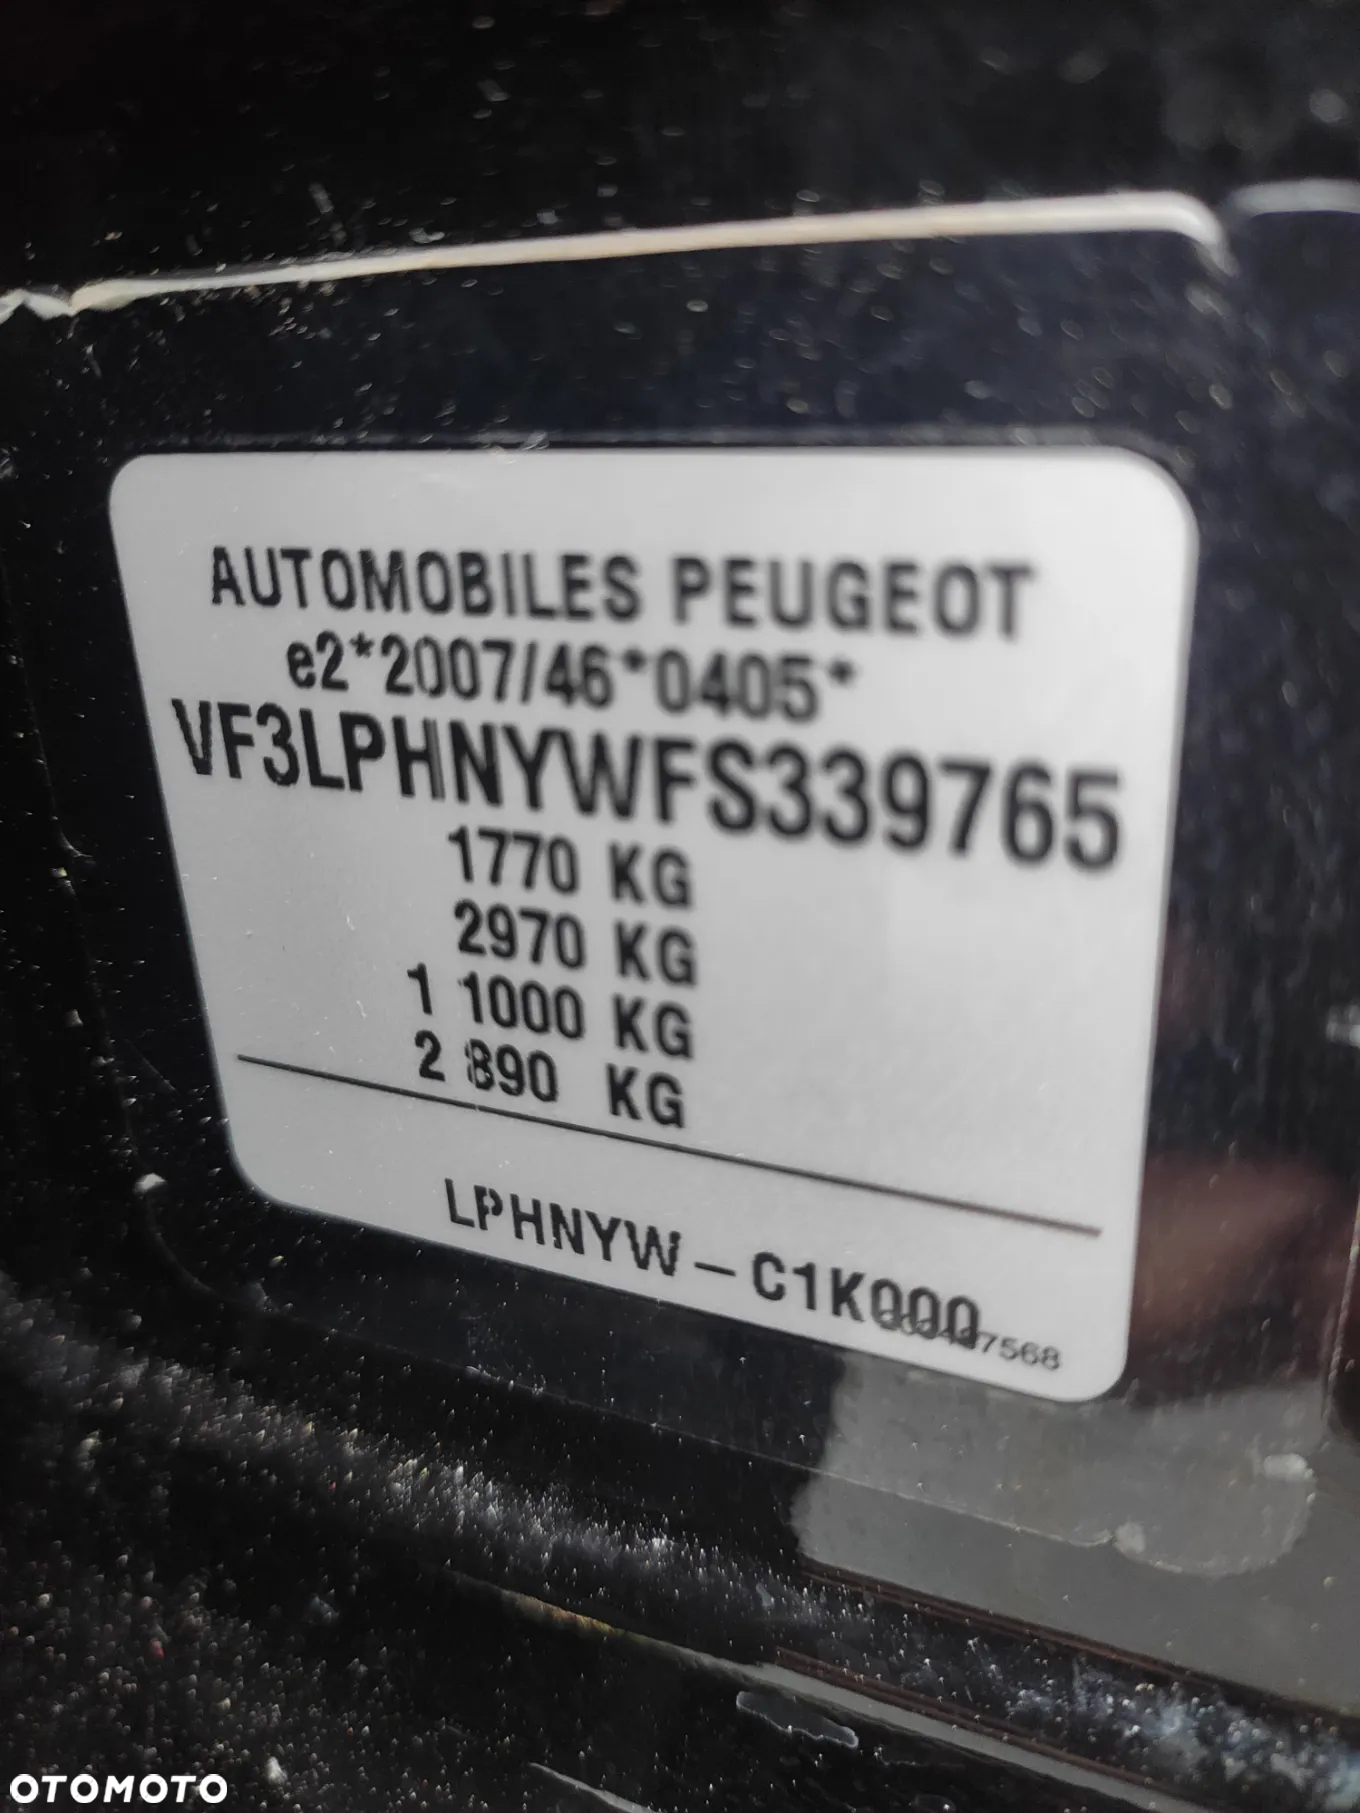 AUTOMOBILES PEUGEOT
e2*2007/46*0405*
VF3LPHNYWFS339765
1770 KG
2970 KG
1 1000 KG
2 890 KG
LPHNYW-C1K000
OTOMOTO